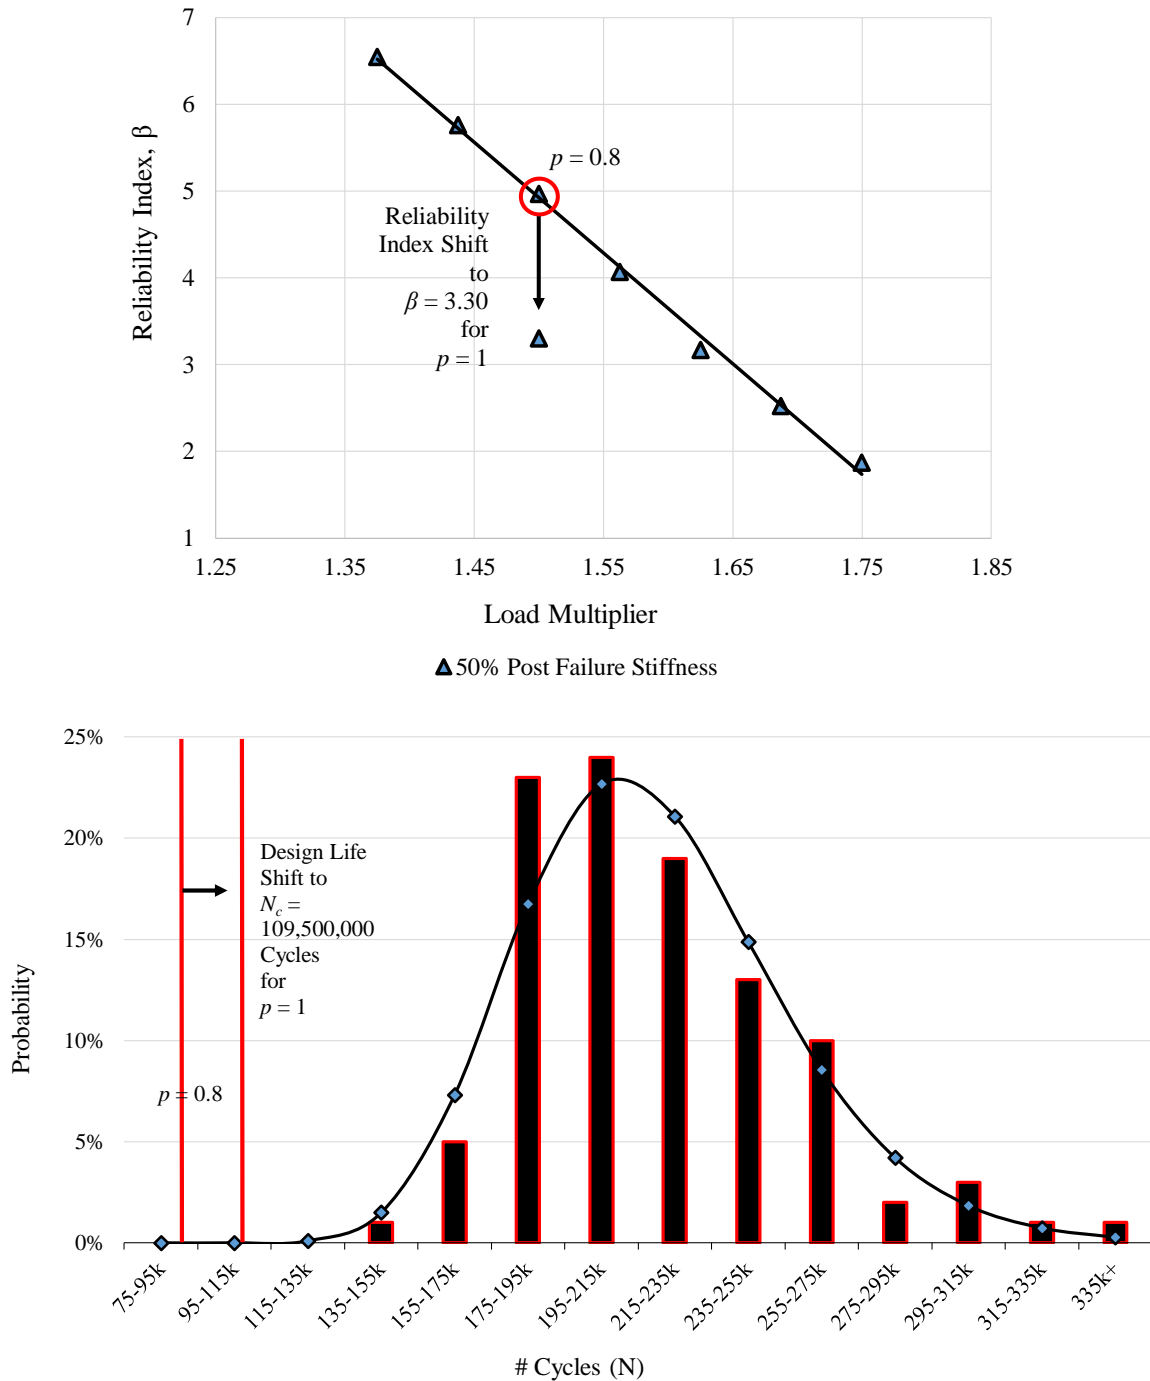 7
6
5
4
3
2
1
Reliability Index, β
p = 0.8
Reliability
Index Shift
to
β = 3.30
for
p = 1
1.25 1.35 1.45 1.55 1.65 1.75 1.85
Load Multiplier
50% Post Failure Stiffness
25%
20%
15%
10%
5%
0%
Probability
Design Life
Shift to
Nc =
109,500,000
Cycles
for
p = 1
p = 0.8
75-95k 95-115k 115-135k 135-155k 155-175k 175-195k 195-215k 215-235k 235-255k 255-275k 275-295k 295-315k 315-335k 335k+
# Cycles (N)